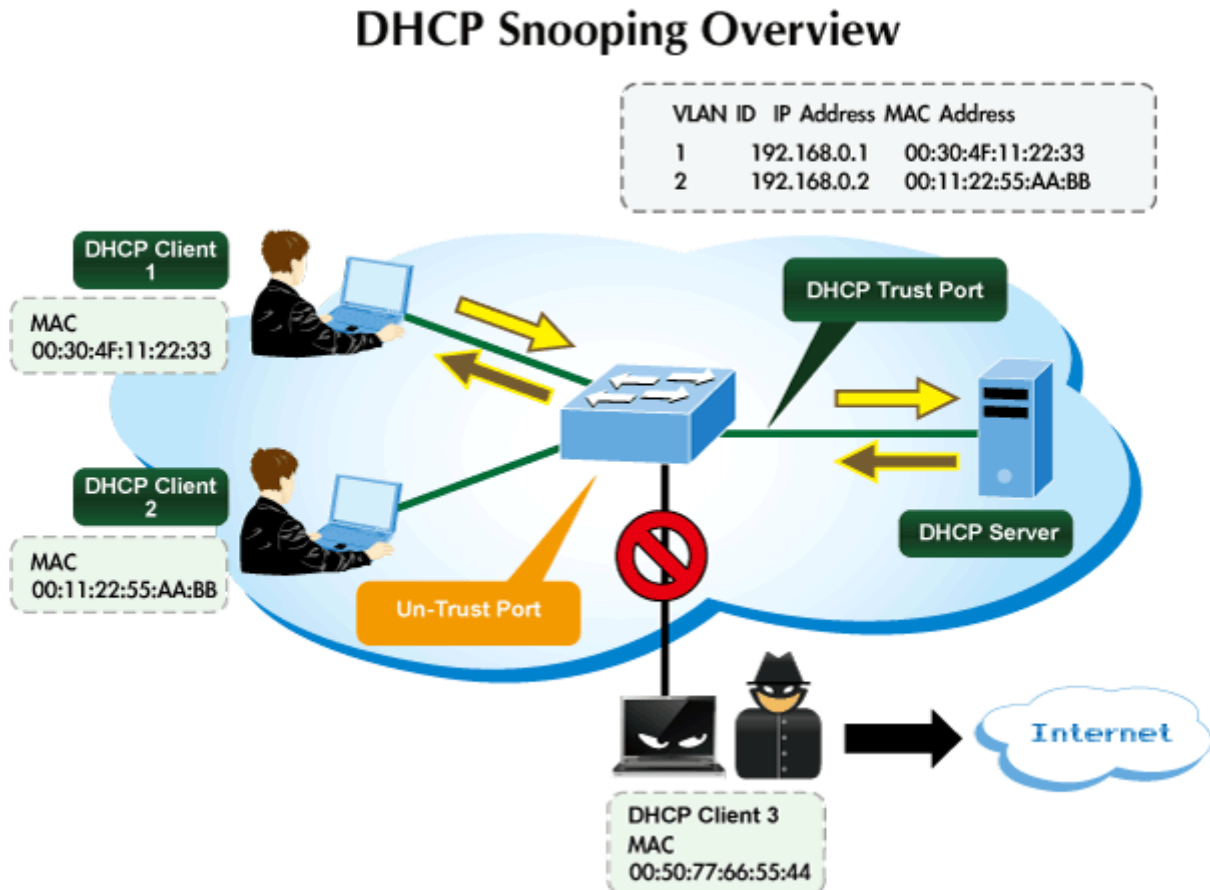 DHCP Snooping Overview
VLAN ID IP Address MAC Address
1 192.168.0.1 00:30:4F:11:22:33
2 192.168.0.2 00:11:22:55:AA:BB
DHCP Client
1
MAC
00:30:4F:11:22:33
DHCP Trust Port
DHCP Client
2
MAC
00:11:22:55:AA:BB
DHCP Server
Un-Trust Port
Internet
DHCP Client 3
MAC
00:50:77:66:55:44